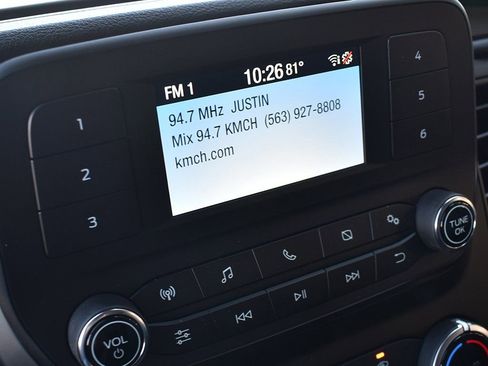 FM 1 10:26 81°
94.7 MHz JUSTIN
Mix 94.7 KMCH (563) 927-8808
kmch.com
1
2
3
4
5
6
VOL
TUNE
OK